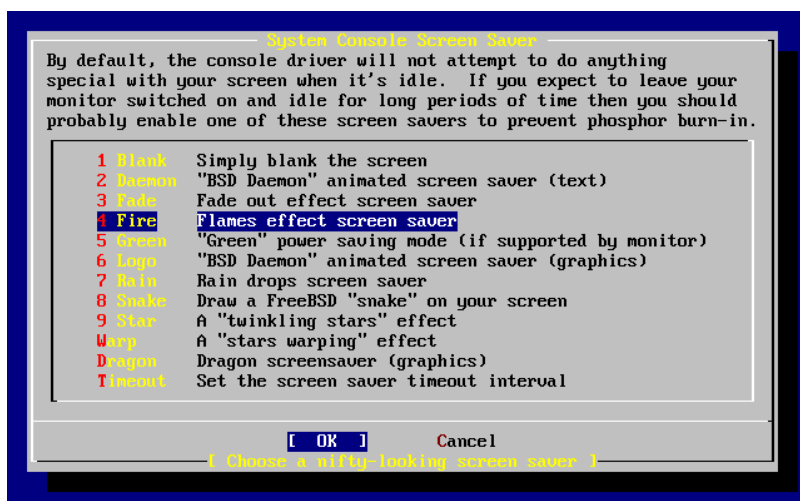 System Console Screen Saver
By default, the console driver will not attempt to do anything
special with your screen when it's idle.  If you expect to leave your
monitor switched on and idle for long periods of time then you should
probably enable one of these screen savers to prevent phosphor burn-in.
1 Blank Simply blank the screen
2 Daemon "BSD Daemon" animated screen saver (text)
3 Fade Fade out effect screen saver
4 Fire Flames effect screen saver
5 Green "Green" power saving mode (if supported by monitor)
6 Logo "BSD Daemon" animated screen saver (graphics)
7 Rain Rain drops screen saver
8 Snake Draw a FreeBSD "snake" on your screen
9 Star A "twinkling stars" effect
Warp A "stars warping" effect
Dragon Dragon screensaver (graphics)
Timeout Set the screen saver timeout interval
[ OK ] Cancel
[ Choose a nifty-looking screen saver ]